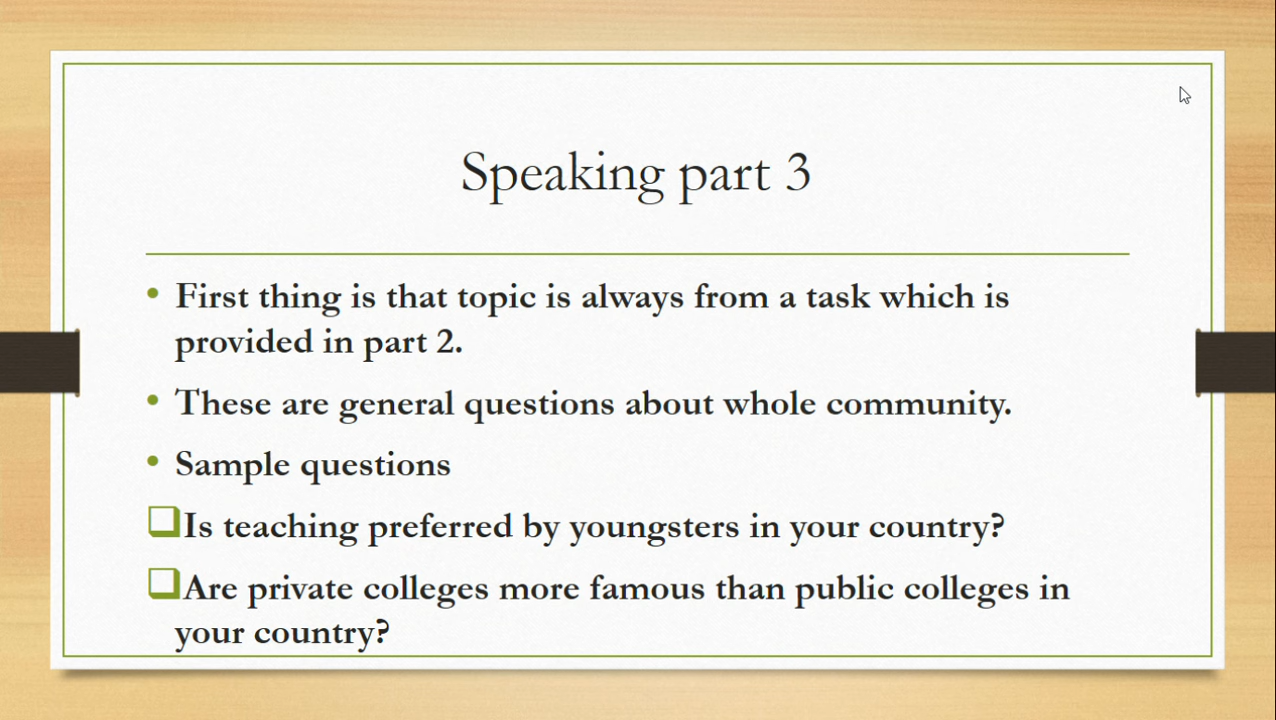 Speaking part 3
• First thing is that topic is always from a task which is
provided in part 2.
• These are general questions about whole community.
• Sample questions
❑Is teaching preferred by youngsters in your country?
❑Are private colleges more famous than public colleges in
your country?